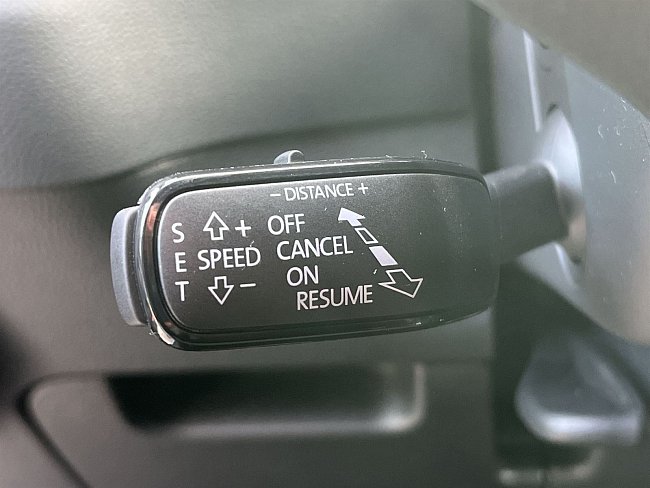 - DISTANCE +
S + OFF
E SPEED CANCEL
T - ON
RESUME